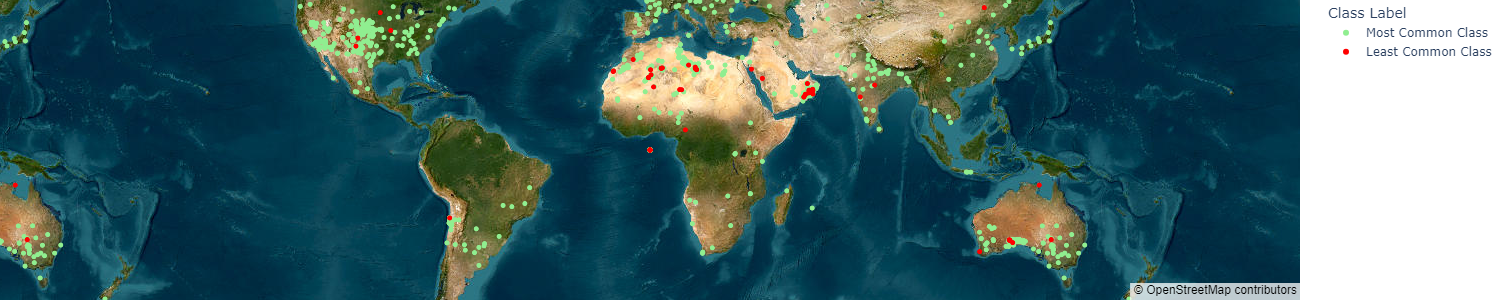 Class Label
Most Common Class
Least Common Class
© OpenStreetMap contributors